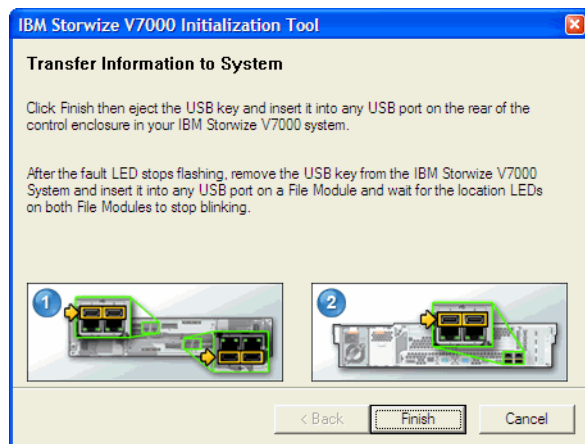 IBM Storwize V7000 Initialization Tool
Transfer Information to System
Click Finish then eject the USB key and insert it into any USB port on the rear of the
control enclosure in your IBM Storwize V7000 system.
After the fault LED stops flashing, remove the USB key from the IBM Storwize V7000
System and insert it into any USB port on a File Module and wait for the location LEDs
on both File Modules to stop blinking.
1
2
< Back
Finish
Cancel